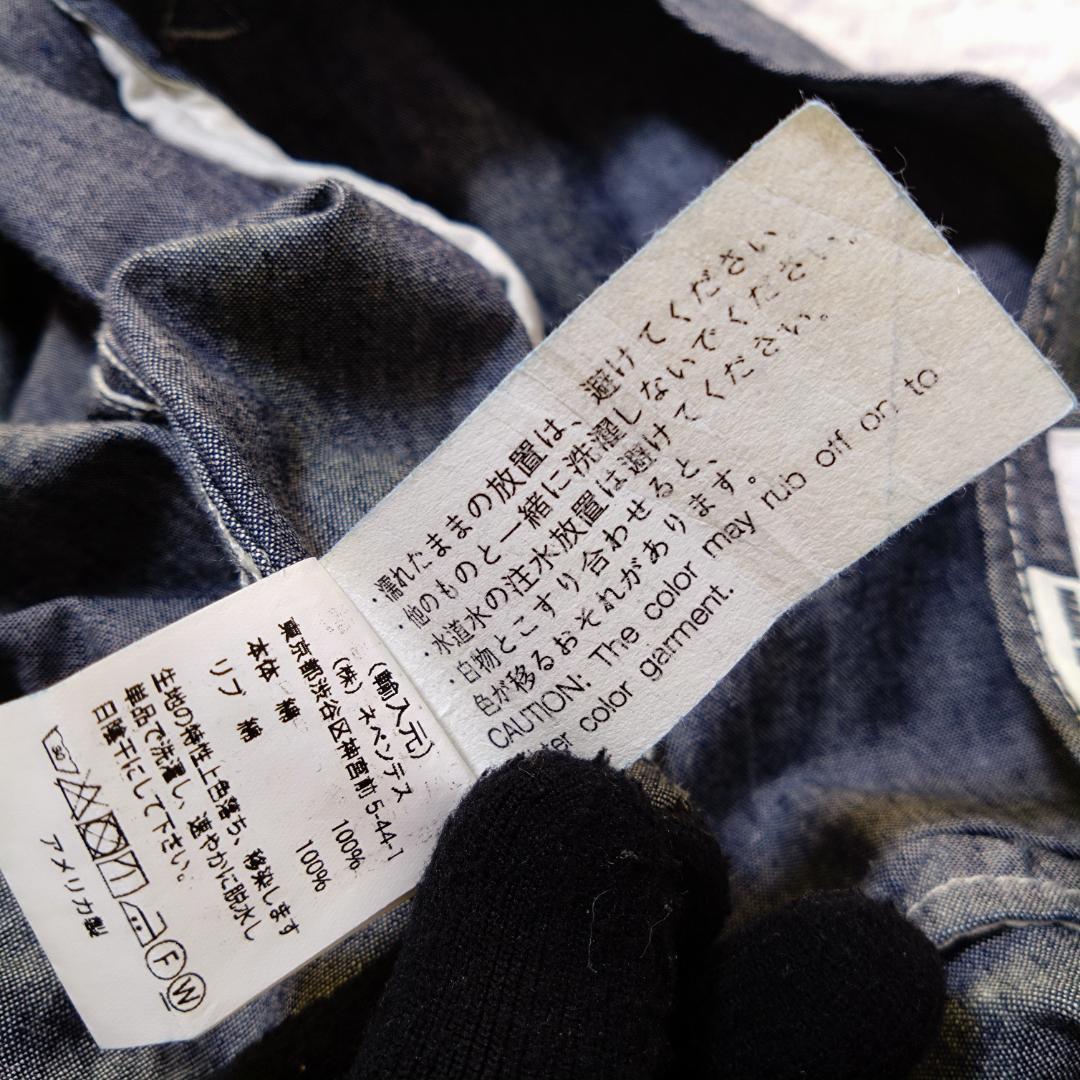 ・濡れたままの放置は、避けてください。
・他のものと一緒に洗濯しないでください。
・水道水の注水放置は避けてください。
・白物とこすり合わせると、
色が移るおそれがあります。
CAUTION: The color may rub off on to
color garment.
(輸入元)
(株) ネペンテス
東京都渋谷区神宮前 5-44-1
本体 綿 100%
リブ 綿 100%
生地の特性上色落ち、移染します
単品で洗濯し、速やかに脱水し
日陰干にして下さい。
F W
アメリカ製